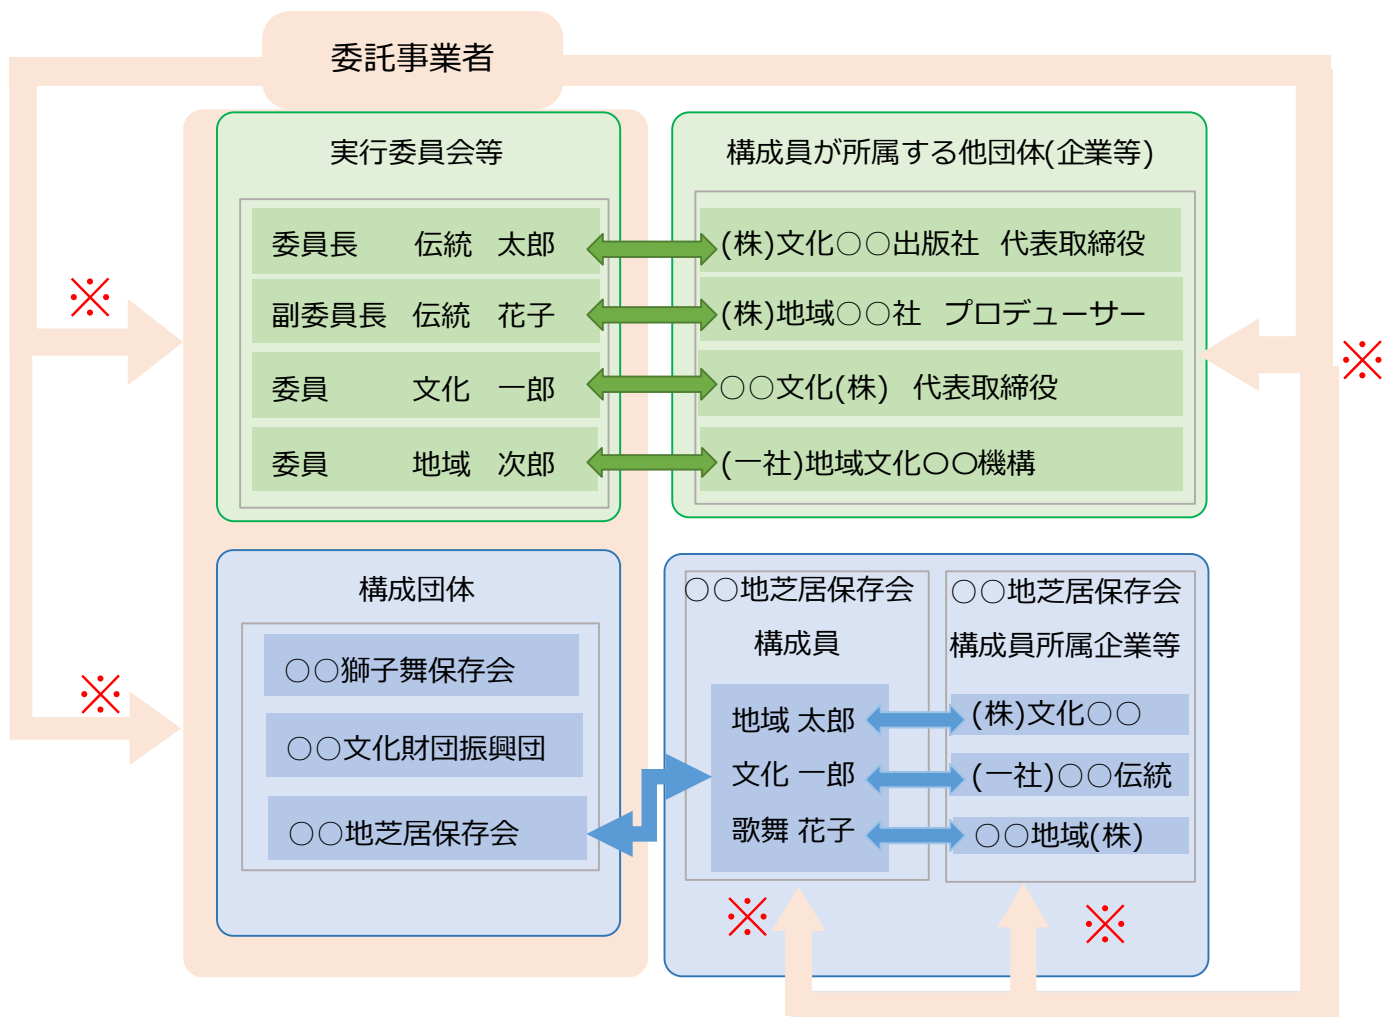 委託事業者
実行委員会等
委員長 伝統 太郎
副委員長 伝統 花子
委員 文化 一郎
委員 地域 次郎
構成員が所属する他団体(企業等)
(株)文化○○出版社 代表取締役
(株)地域○○社 プロデューサー
○○文化(株) 代表取締役
(一社)地域文化〇〇機構
※
※
構成団体
○○獅子舞保存会
○○文化財団振興団
○○地芝居保存会
※
○○地芝居保存会
構成員
地域 太郎
文化 一郎
歌舞 花子
※
○○地芝居保存会
構成員所属企業等
(株)文化○○
(一社)○○伝統
○○地域(株)
※